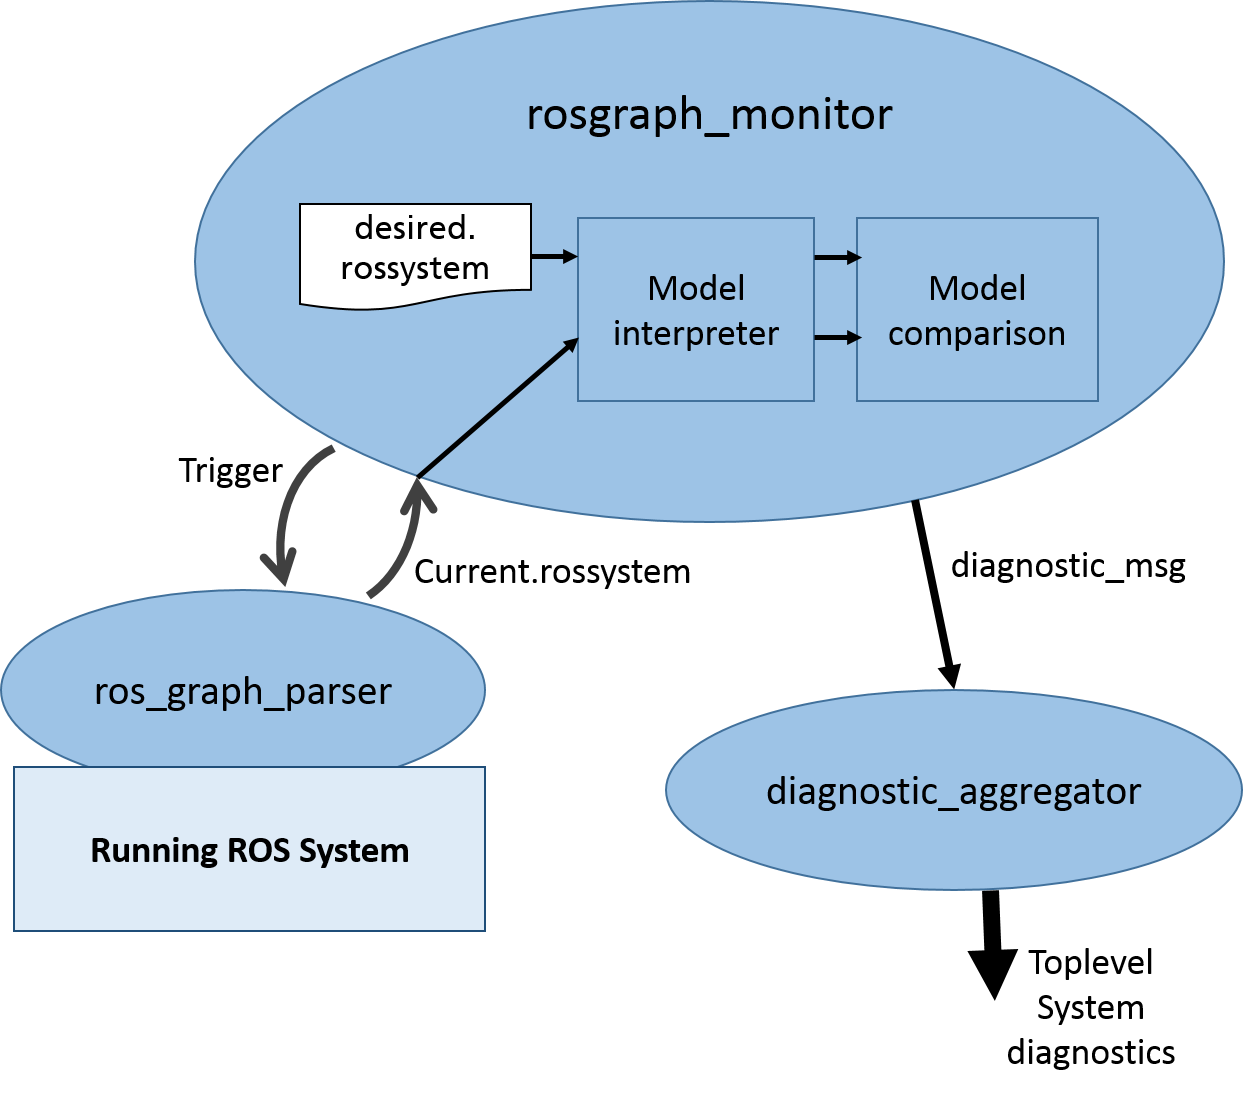 rosgraph_monitor
desired.
rossystem
Model
interpreter
Model
comparison
Trigger
Current.rossystem
diagnostic_msg
ros_graph_parser
Running ROS System
diagnostic_aggregator
Toplevel
System
diagnostics